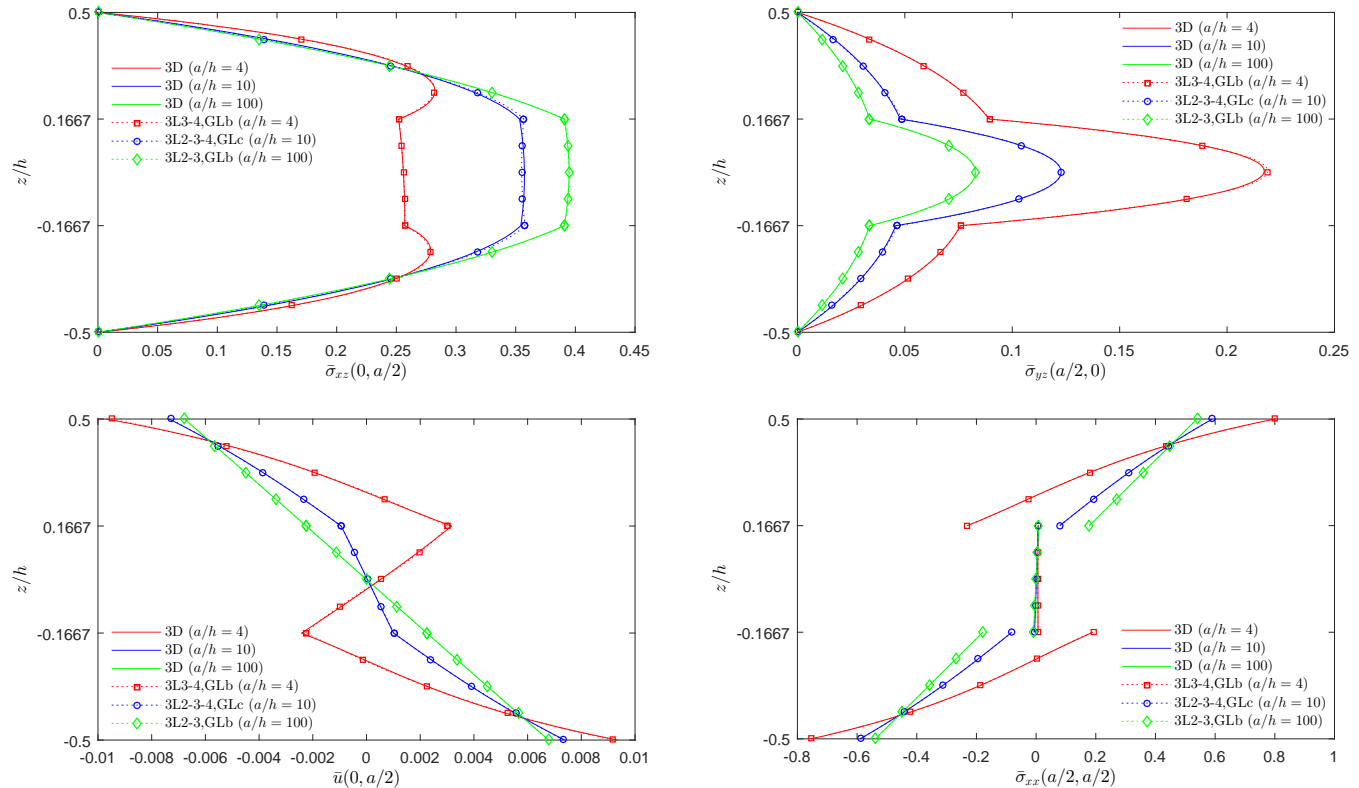 0.5
0.1667
-0.1667
-0.5
z/h
3D (a/h = 4)
3D (a/h = 10)
3D (a/h = 100)
3L3-4,GLb (a/h = 4)
3L2-3-4,GLc (a/h = 10)
3L2-3,GLb (a/h = 100)
0 0.05 0.1 0.15 0.2 0.25 0.3 0.35 0.4 0.45
σ̄xz(0, a/2)
0.5
0.1667
-0.1667
-0.5
z/h
3D (a/h = 4)
3D (a/h = 10)
3D (a/h = 100)
3L3-4,GLb (a/h = 4)
3L2-3-4,GLc (a/h = 10)
3L2-3,GLb (a/h = 100)
0 0.05 0.1 0.15 0.2 0.25
σ̄yz(a/2, 0)
0.5
0.1667
-0.1667
-0.5
z/h
3D (a/h = 4)
3D (a/h = 10)
3D (a/h = 100)
3L3-4,GLb (a/h = 4)
3L2-3-4,GLc (a/h = 10)
3L2-3,GLb (a/h = 100)
-0.01 -0.008 -0.006 -0.004 -0.002 0 0.002 0.004 0.006 0.008 0.01
ū(0, a/2)
0.5
0.1667
-0.1667
-0.5
z/h
3D (a/h = 4)
3D (a/h = 10)
3D (a/h = 100)
3L3-4,GLb (a/h = 4)
3L2-3-4,GLc (a/h = 10)
3L2-3,GLb (a/h = 100)
-0.8 -0.6 -0.4 -0.2 0 0.2 0.4 0.6 0.8 1
σ̄xx(a/2, a/2)